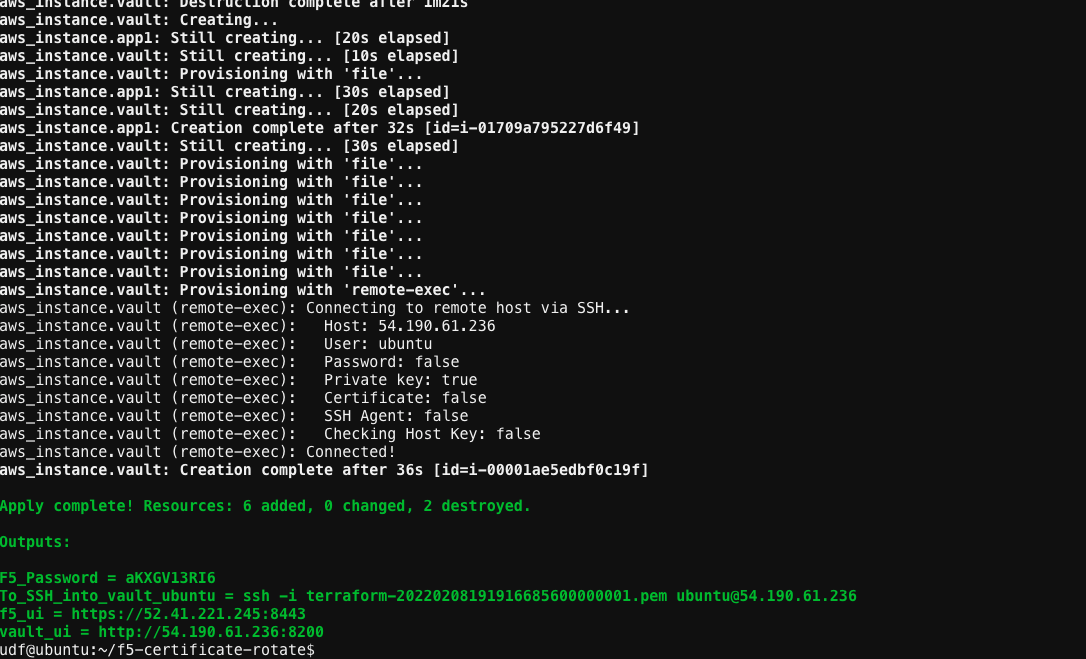 aws_instance.vault: Destruction complete after 1m21s
aws_instance.vault: Creating...
aws_instance.app1: Still creating... [20s elapsed]
aws_instance.vault: Still creating... [10s elapsed]
aws_instance.vault: Provisioning with 'file'...
aws_instance.app1: Still creating... [30s elapsed]
aws_instance.vault: Still creating... [20s elapsed]
aws_instance.app1: Creation complete after 32s [id=i-01709a795227d6f49]
aws_instance.vault: Still creating... [30s elapsed]
aws_instance.vault: Provisioning with 'file'...
aws_instance.vault: Provisioning with 'file'...
aws_instance.vault: Provisioning with 'file'...
aws_instance.vault: Provisioning with 'file'...
aws_instance.vault: Provisioning with 'file'...
aws_instance.vault: Provisioning with 'file'...
aws_instance.vault: Provisioning with 'file'...
aws_instance.vault: Provisioning with 'remote-exec'...
aws_instance.vault (remote-exec): Connecting to remote host via SSH...
aws_instance.vault (remote-exec):   Host: 54.190.61.236
aws_instance.vault (remote-exec):   User: ubuntu
aws_instance.vault (remote-exec):   Password: false
aws_instance.vault (remote-exec):   Private key: true
aws_instance.vault (remote-exec):   Certificate: false
aws_instance.vault (remote-exec):   SSH Agent: false
aws_instance.vault (remote-exec):   Checking Host Key: false
aws_instance.vault (remote-exec): Connected!
aws_instance.vault: Creation complete after 36s [id=i-00001ae5edbf0c19f]
Apply complete! Resources: 6 added, 0 changed, 2 destroyed.
Outputs:
F5_Password = aKXGV13RI6
To_SSH_into_vault_ubuntu = ssh -i terraform-20220208191916685600000001.pem ubuntu@54.190.61.236
f5_ui = https://52.41.221.245:8443
vault_ui = http://54.190.61.236:8200
udf@ubuntu:~/f5-certificate-rotate$